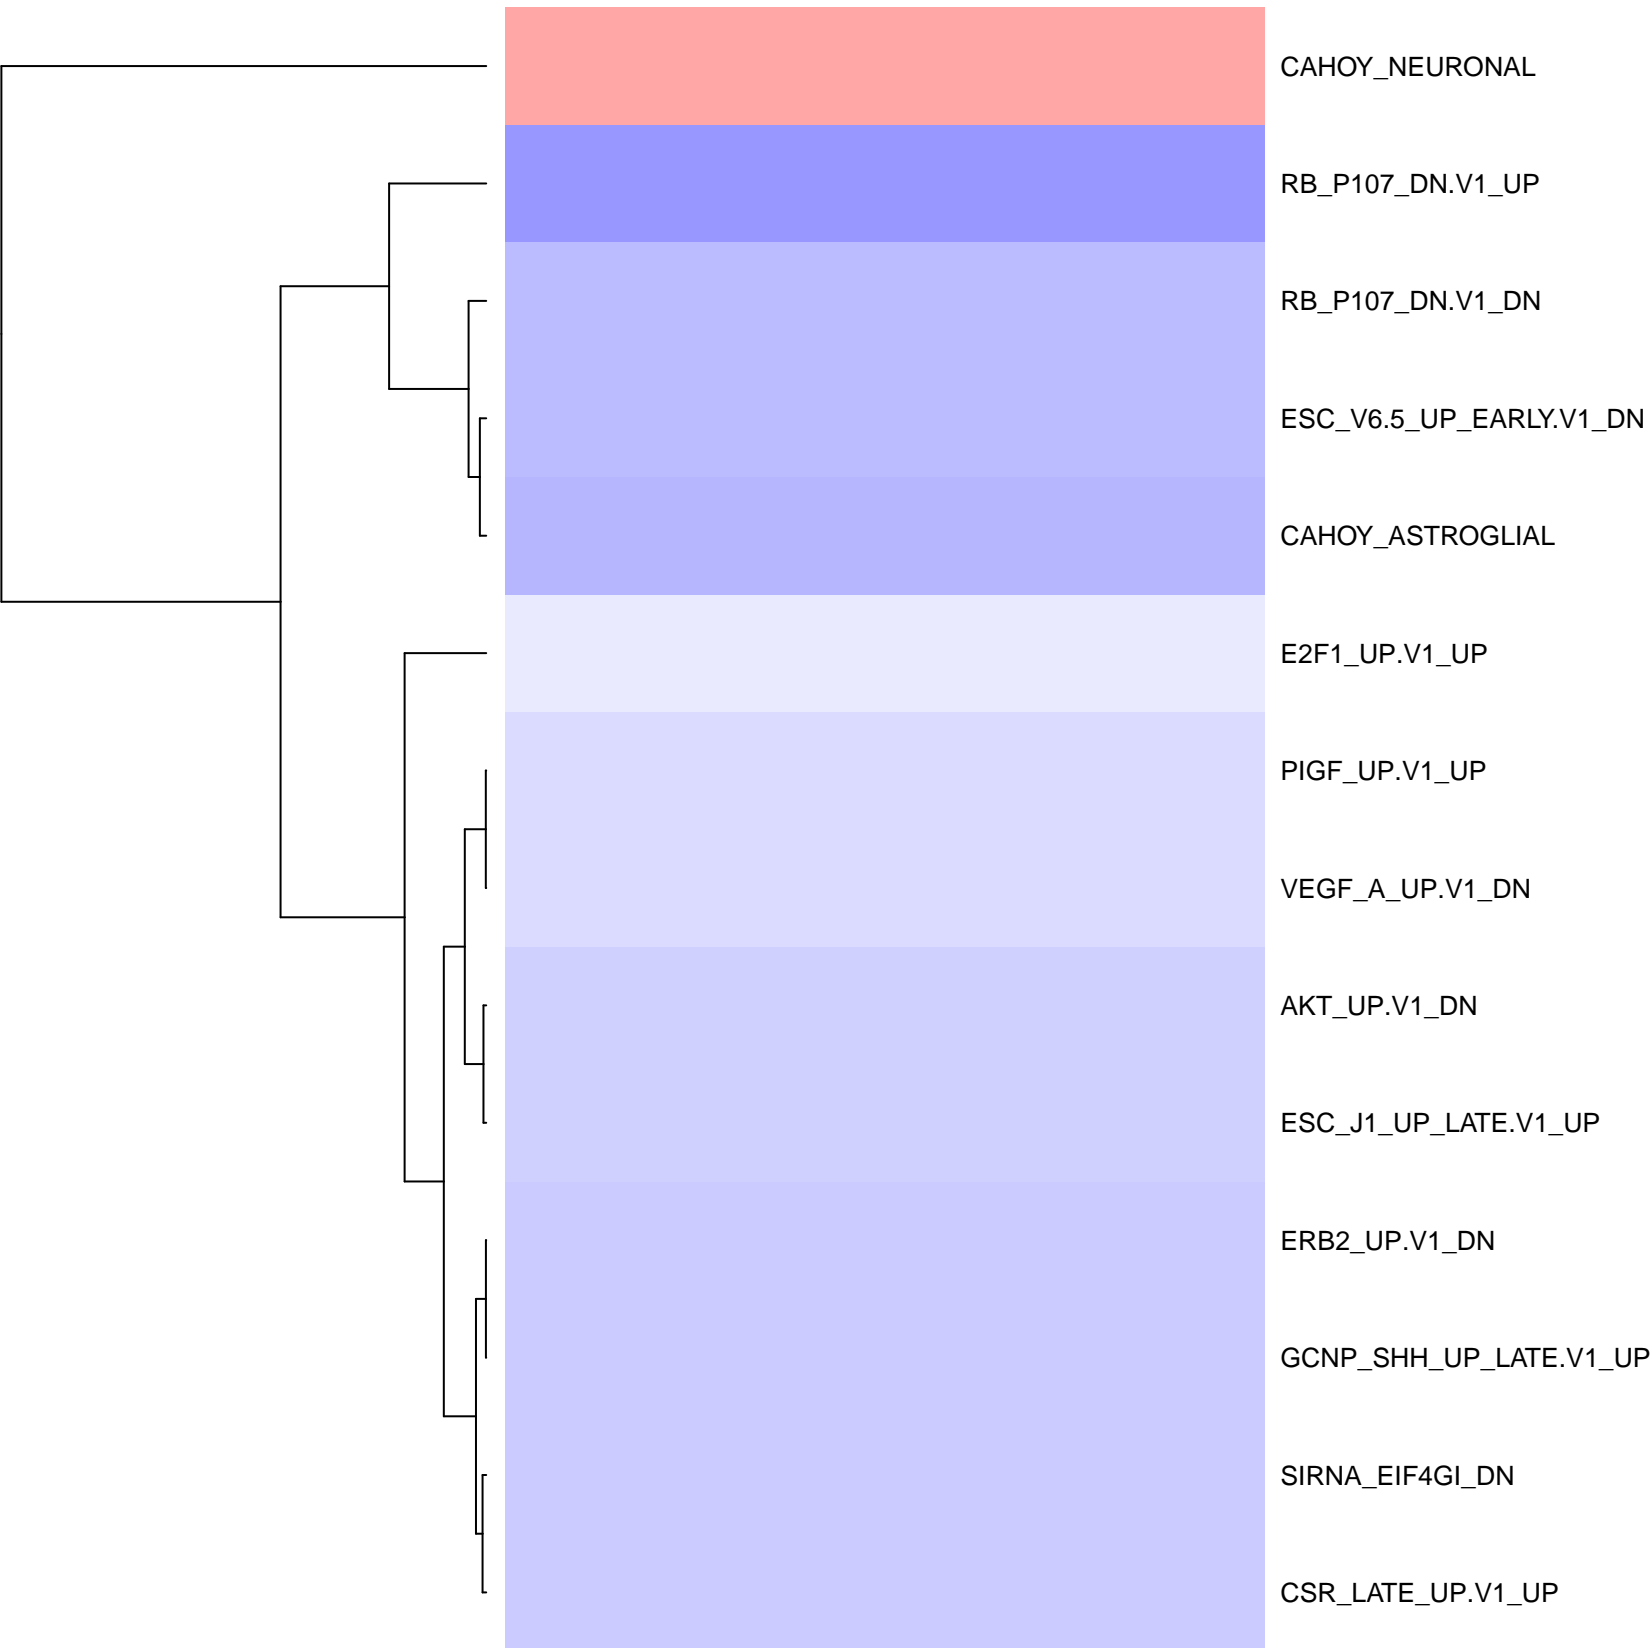 CAHOY_NEURONAL
RB_P107_DN.V1_UP
RB_P107_DN.V1_DN
ESC_V6.5_UP_EARLY.V1_DN
CAHOY_ASTROGLIAL
E2F1_UP.V1_UP
PIGF_UP.V1_UP
VEGF_A_UP.V1_DN
AKT_UP.V1_DN
ESC_J1_UP_LATE.V1_UP
ERB2_UP.V1_DN
GCNP_SHH_UP_LATE.V1_UP
SIRNA_EIF4GI_DN
CSR_LATE_UP.V1_UP